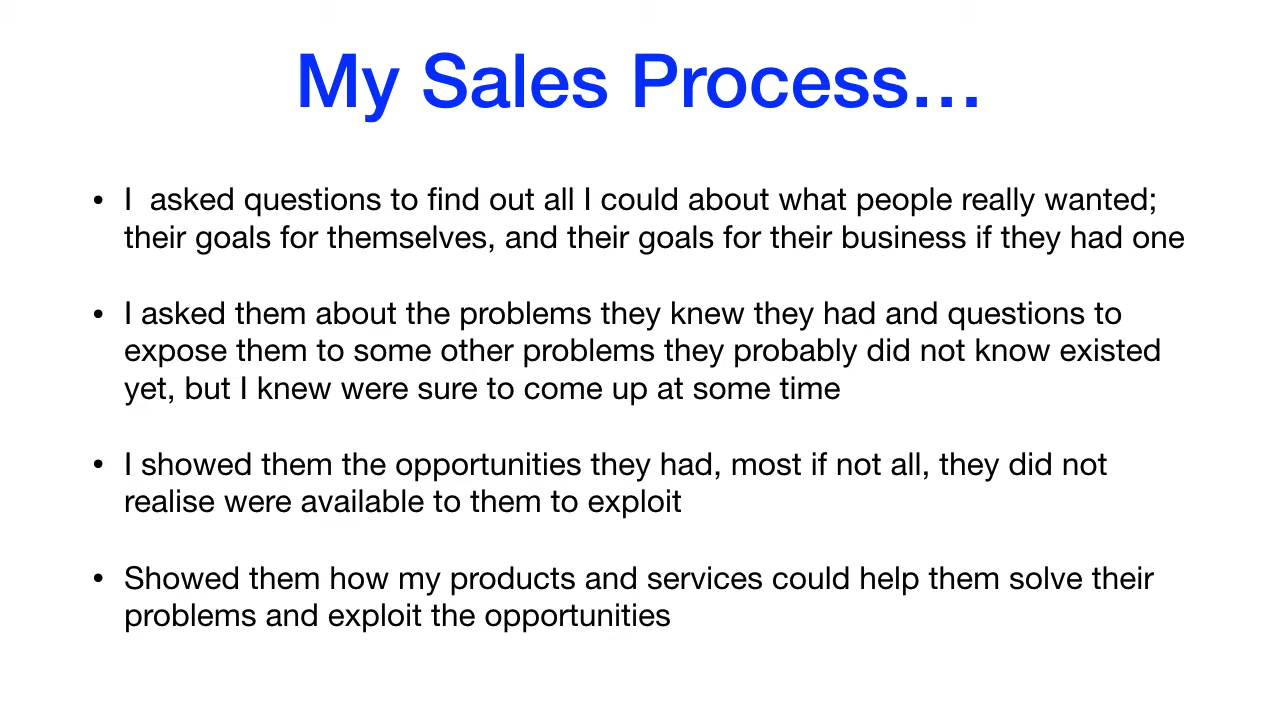 My Sales Process…
• I  asked questions to find out all I could about what people really wanted;
their goals for themselves, and their goals for their business if they had one
• I asked them about the problems they knew they had and questions to
expose them to some other problems they probably did not know existed
yet, but I knew were sure to come up at some time
• I showed them the opportunities they had, most if not all, they did not
realise were available to them to exploit
• Showed them how my products and services could help them solve their
problems and exploit the opportunities